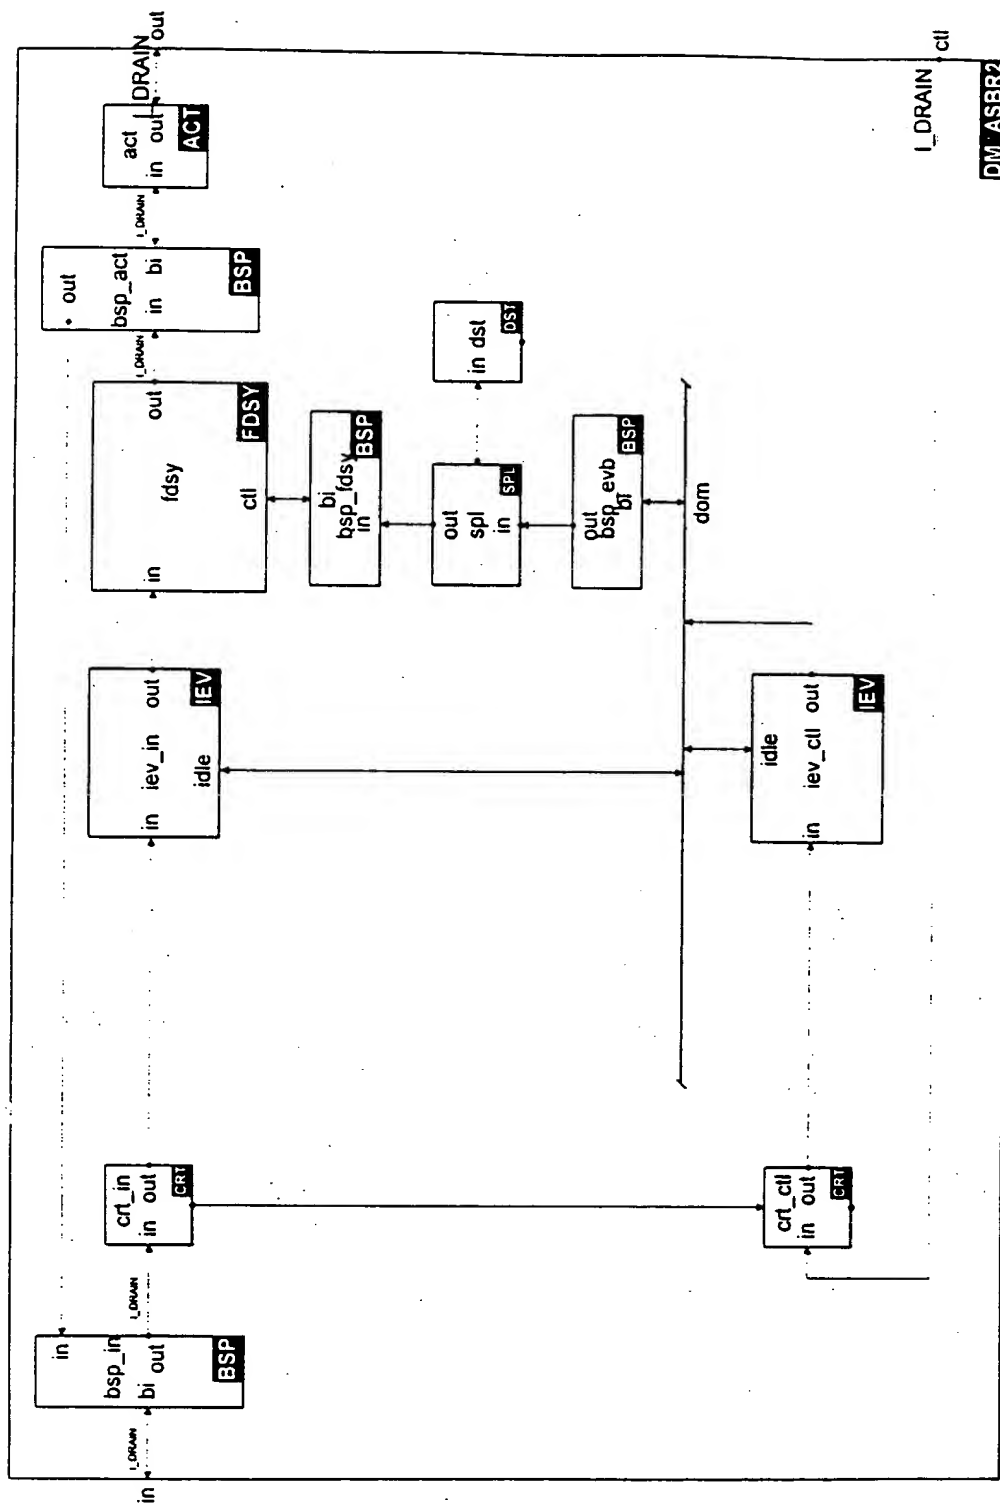 in
I_DRAIN
in
bsp_in
bi out
BSP
I_DRAIN
crt_in
in out
CRT
in iev_in out
idle
IEV
in
fdsy
out
ctl
FDSY
I_DRAIN
out
bsp_act
in bi
BSP
I_DRAIN
act
in out
ACT
I_DRAIN
out
bi
bsp_fdsy
in
BSP
out
spl
in
SPL
in dst
DST
out
bsp_evb
bi
BSP
dom
crt_ctl
in out
CRT
idle
in iev_ctl out
IEV
I_DRAIN
ctl
DM_ASBR2